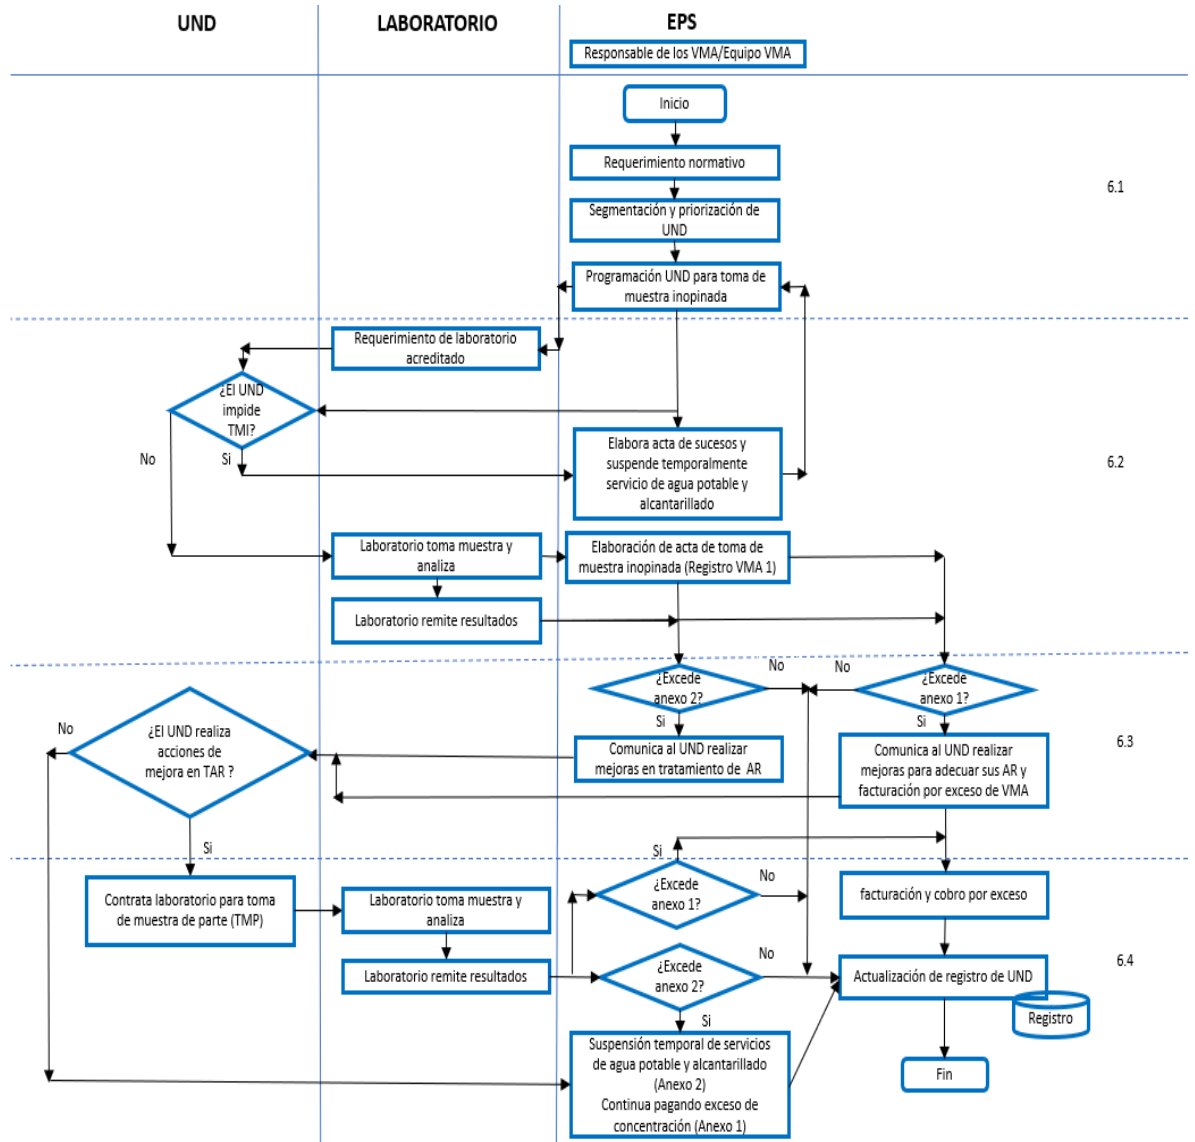 UND
LABORATORIO
EPS
Responsable de los VMA/Equipo VMA
Inicio
Requerimiento normativo
6.1
Segmentación y priorización de
UND
Programación UND para toma de
muestra inopinada
Requerimiento de laboratorio
acreditado
¿El UND
impide
TMI?
No
Si
Elabora acta de sucesos y
suspende temporalmente
servicio de agua potable y
alcantarillado
6.2
Laboratorio toma muestra y
analiza
Elaboración de acta de toma de
muestra inopinada (Registro VMA 1)
Laboratorio remite resultados
¿Excede
anexo 2?
No
No
¿Excede
anexo 1?
Si
Si
No
¿El UND realiza
acciones de
mejora en TAR ?
Si
Comunica al UND realizar
mejoras en tratamiento de AR
Comunica al UND realizar
mejoras para adecuar sus AR y
facturación por exceso de VMA
6.3
Contrata laboratorio para toma
de muestra de parte (TMP)
Laboratorio toma muestra y
analiza
Si
¿Excede
anexo 1?
No
facturación y cobro por exceso
Laboratorio remite resultados
¿Excede
anexo 2?
No
Si
Actualización de registro de UND
6.4
Registro
Suspensión temporal de servicios
de agua potable y alcantarillado
(Anexo 2)
Continua pagando exceso de
concentración (Anexo 1)
Fin